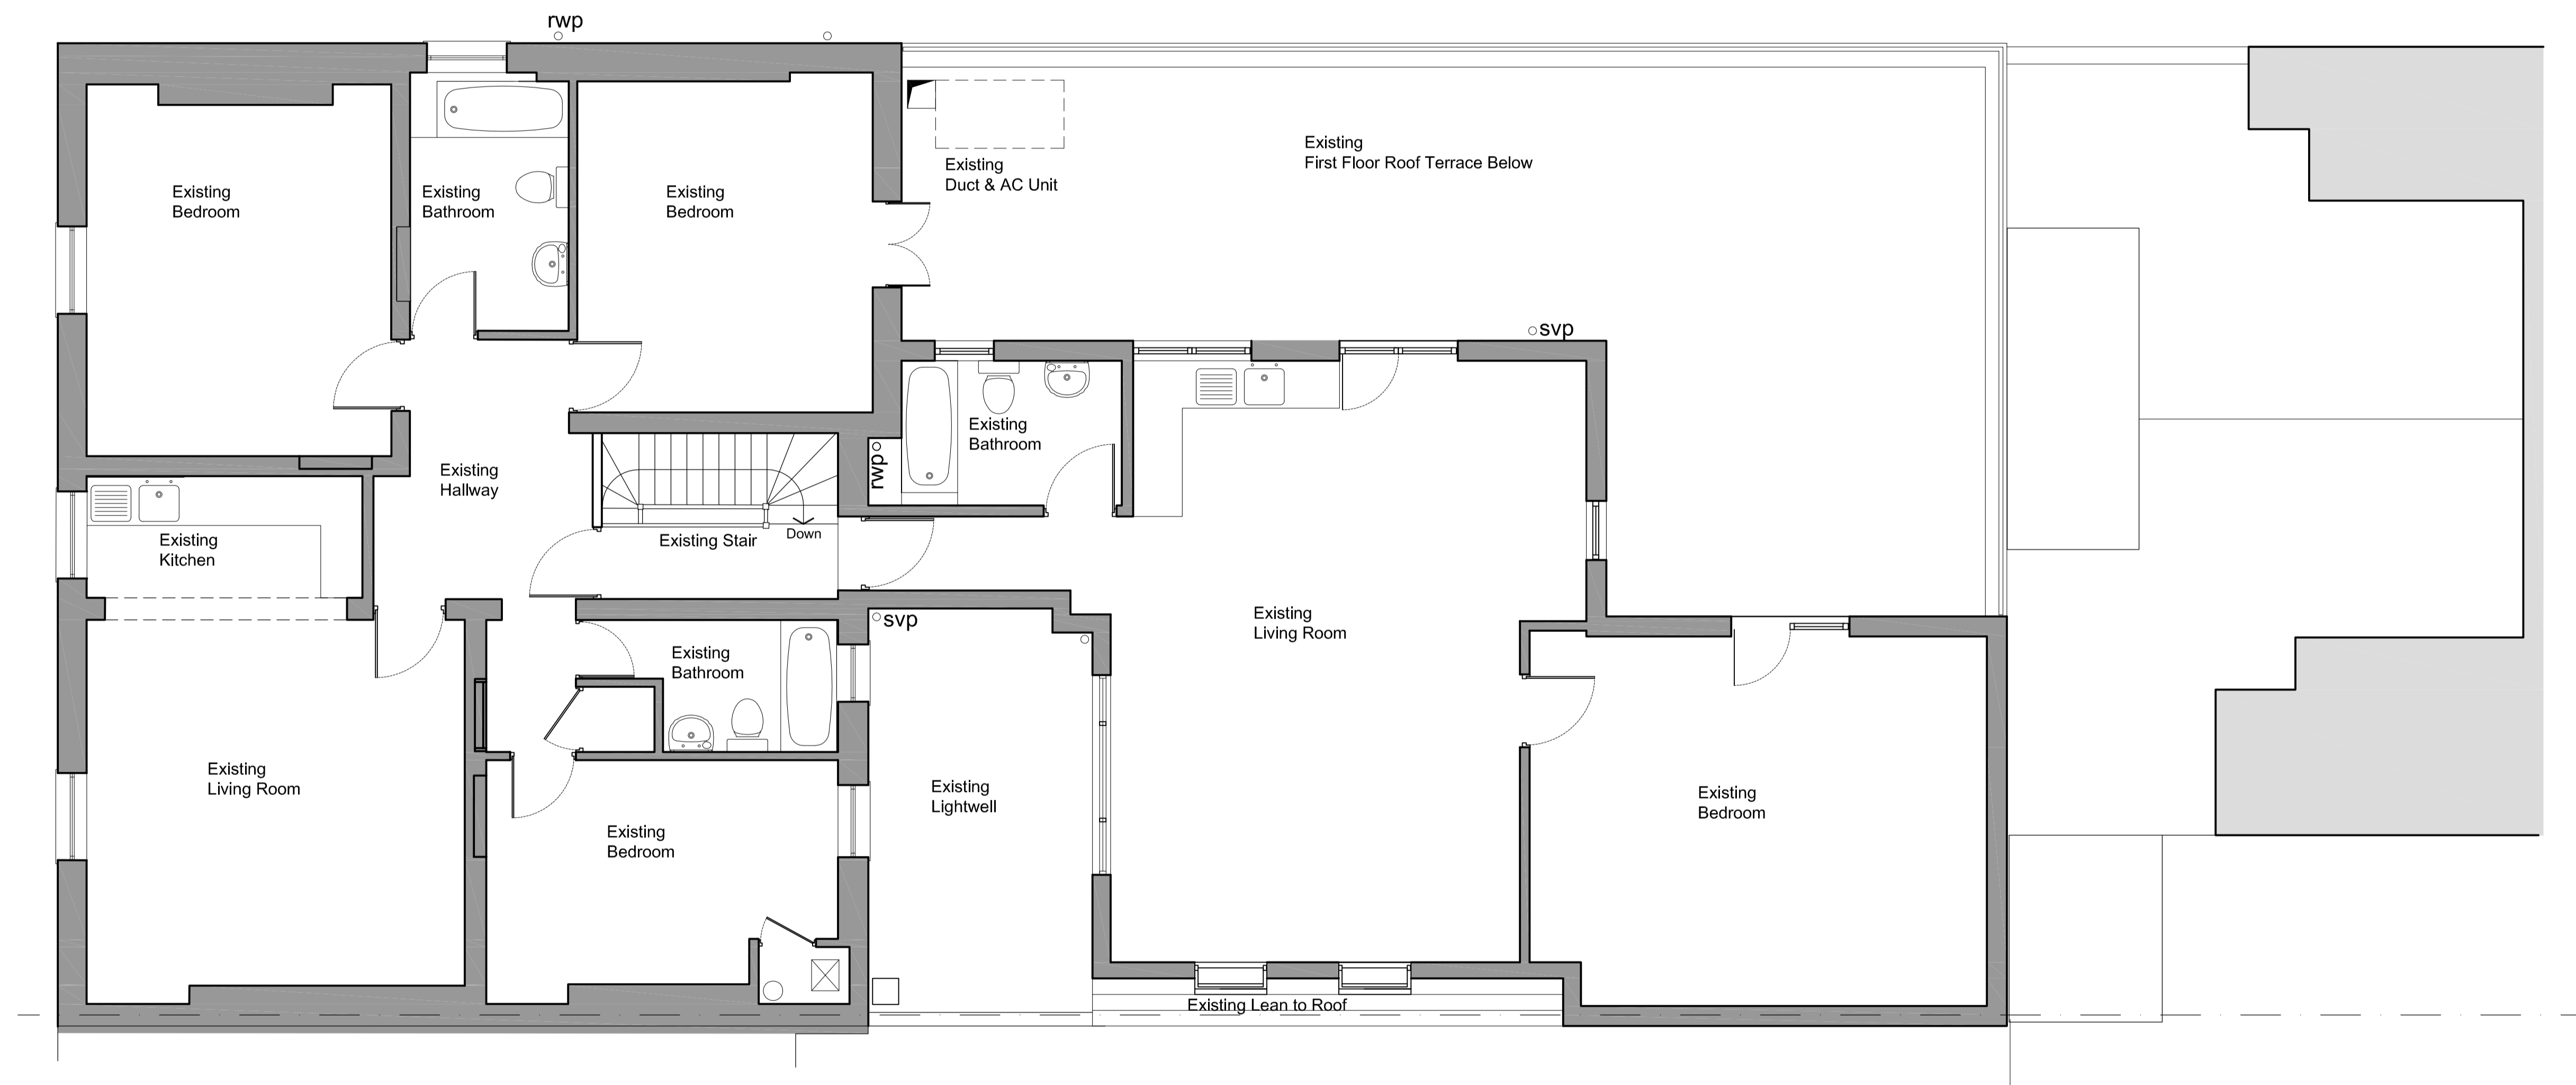 rwp
Existing
Bedroom
Existing
Bathroom
Existing
Bedroom
Existing
Duct & AC Unit
Existing
First Floor Roof Terrace Below
svp
Existing
Bathroom
rwp
Existing
Hallway
Existing
Kitchen
Existing Stair
Down
svp
Existing
Living Room
Existing
Bathroom
Existing
Living Room
Existing
Lightwell
Existing
Bedroom
Existing
Bedroom
Existing Lean to Roof